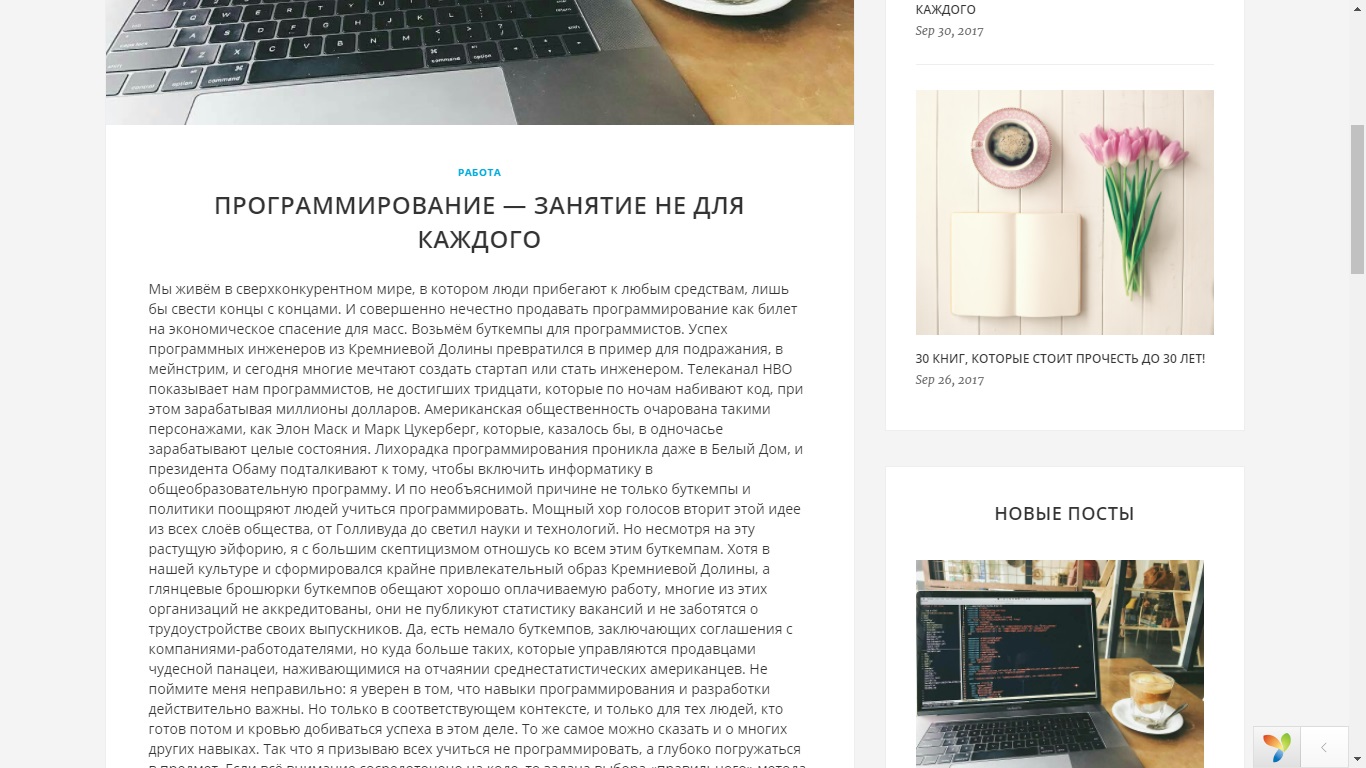 РАБОТА
ПРОГРАММИРОВАНИЕ — ЗАНЯТИЕ НЕ ДЛЯ
КАЖДОГО
Мы живём в сверхконкурентном мире, в котором люди прибегают к любым средствам, лишь
бы свести концы с концами. И совершенно нечестно продавать программирование как билет
на экономическое спасение для масс. Возьмём буткемпы для программистов. Успех
программных инженеров из Кремниевой Долины превратился в пример для подражания, в
мейнстрим, и сегодня многие мечтают создать стартап или стать инженером. Телеканал HBO
показывает нам программистов, не достигших тридцати, которые по ночам набивают код, при
этом зарабатывая миллионы долларов. Американская общественность очарована такими
персонажами, как Элон Маск и Марк Цукерберг, которые, казалось бы, в одночасье
зарабатывают целые состояния. Лихорадка программирования проникла даже в Белый Дом, и
президента Обаму подталкивают к тому, чтобы включить информатику в
общеобразовательную программу. И по необъяснимой причине не только буткемпы и
политики поощряют людей учиться программировать. Мощный хор голосов вторит этой идее
из всех слоёв общества, от Голливуда до светил науки и технологий. Но несмотря на эту
растущую эйфорию, я с большим скептицизмом отношусь ко всем этим буткемпам. Хотя в
нашей культуре и сформировался крайне привлекательный образ Кремниевой Долины, а
глянцевые брошюрки буткемпов обещают хорошо оплачиваемую работу, многие из этих
организаций не аккредитованы, они не публикуют статистику вакансий и не заботятся о
трудоустройстве своих выпускников. Да, есть немало буткемпов, заключающих соглашения с
компаниями-работодателями, но куда больше таких, которые управляются продавцами
чудесной панацеи, наживающимися на отчаянии среднестатистических американцев. Не
поймите меня неправильно: я уверен в том, что навыки программирования и разработки
действительно важны. Но только в соответствующем контексте, и только для тех людей, кто
готов потом и кровью добиваться успеха в этом деле. То же самое можно сказать и о многих
других навыках. Так что я призываю всех учиться не программировать, а глубоко погружаться
в предмет. Если всё внимание сосредоточено на коде, то задача выбора «правильного» метода
КАЖДОГО
Sep 30, 2017
30 КНИГ, КОТОРЫЕ СТОИТ ПРОЧЕСТЬ ДО 30 ЛЕТ!
Sep 26, 2017
НОВЫЕ ПОСТЫ